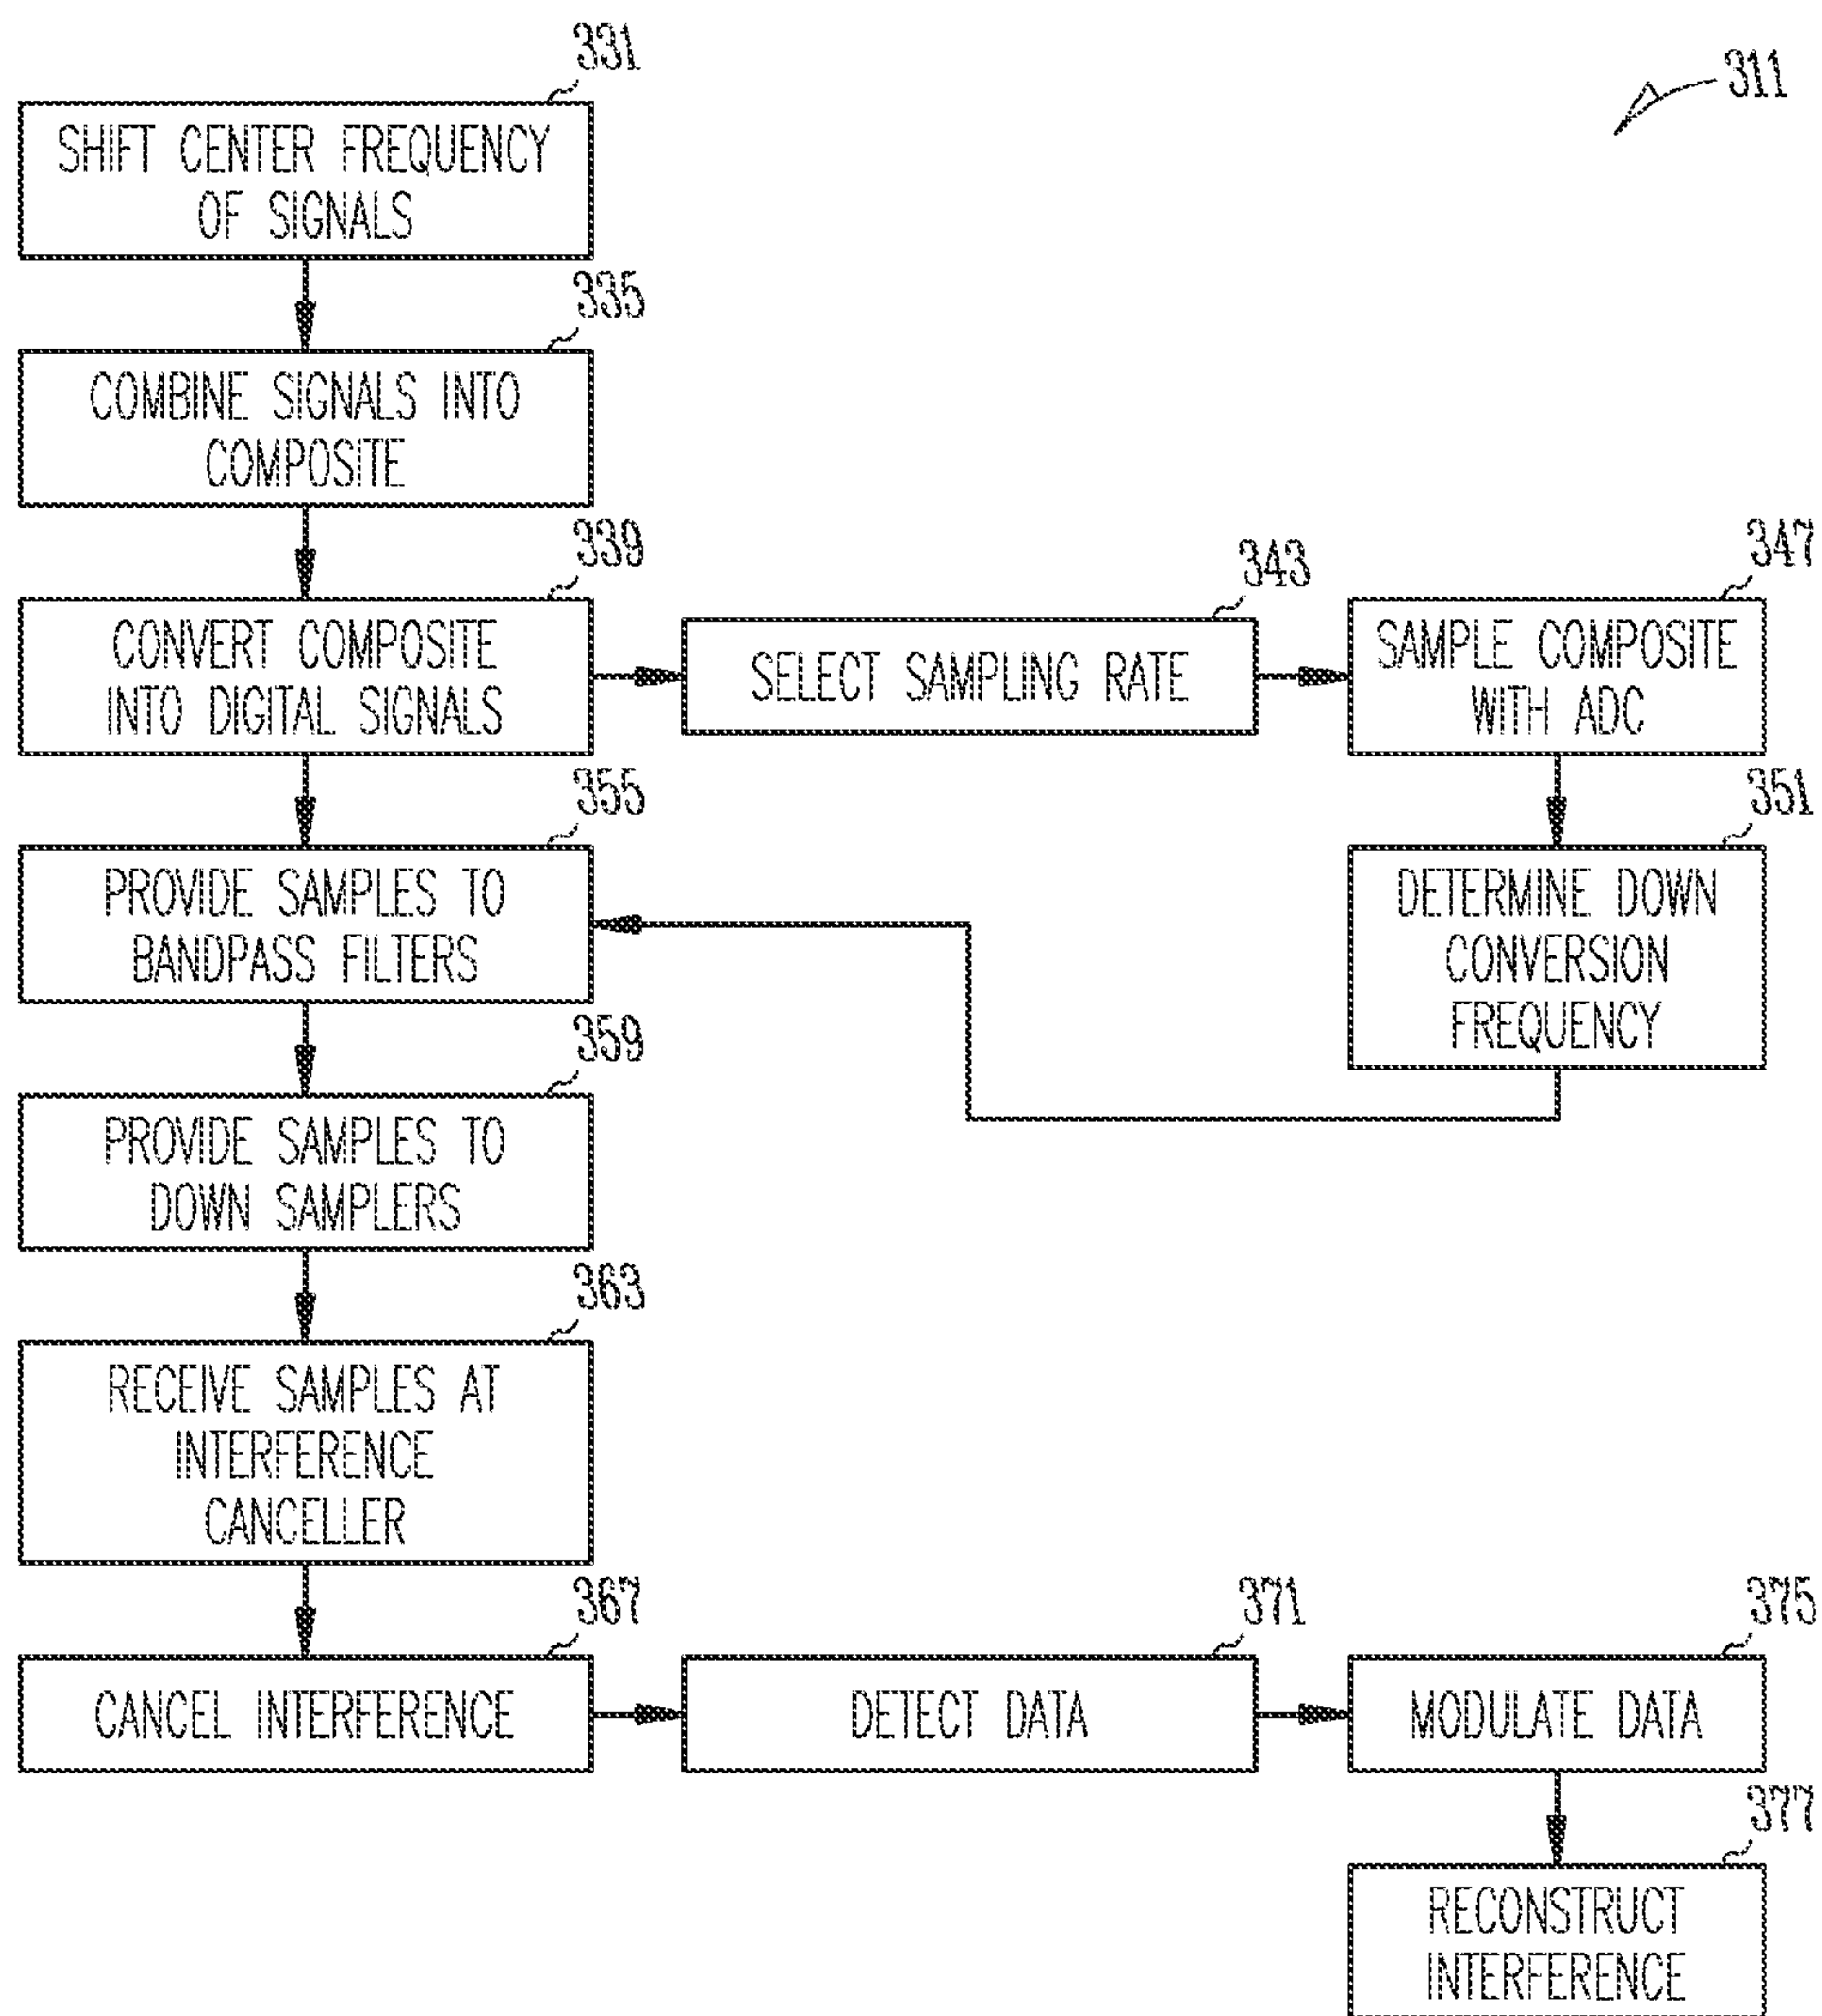 311
331
SHIFT CENTER FREQUENCY
OF SIGNALS
335
COMBINE SIGNALS INTO
COMPOSITE
339
CONVERT COMPOSITE
INTO DIGITAL SIGNALS
343
SELECT SAMPLING RATE
347
SAMPLE COMPOSITE
WITH ADC
351
DETERMINE DOWN
CONVERSION
FREQUENCY
355
PROVIDE SAMPLES TO
BANDPASS FILTERS
359
PROVIDE SAMPLES TO
DOWN SAMPLERS
363
RECEIVE SAMPLES AT
INTERFERENCE
CANCELLER
367
CANCEL INTERFERENCE
371
DETECT DATA
375
MODULATE DATA
377
RECONSTRUCT
INTERFERENCE